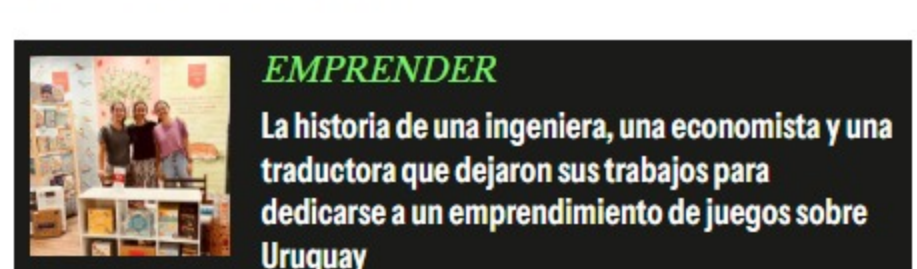 EMPRENDER
La historia de una ingeniera, una economista y una
traductora que dejaron sus trabajos para
dedicarse a un emprendimiento de juegos sobre
Uruguay